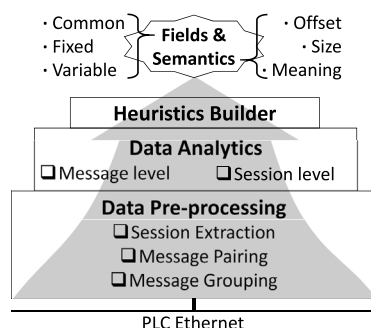 · Common
· Fixed
· Variable
Fields &
Semantics
· Offset
· Size
· Meaning
Heuristics Builder
Data Analytics
❑ Message level ❑ Session level
Data Pre-processing
❑ Session Extraction
❑ Message Pairing
❑ Message Grouping
PLC Ethernet